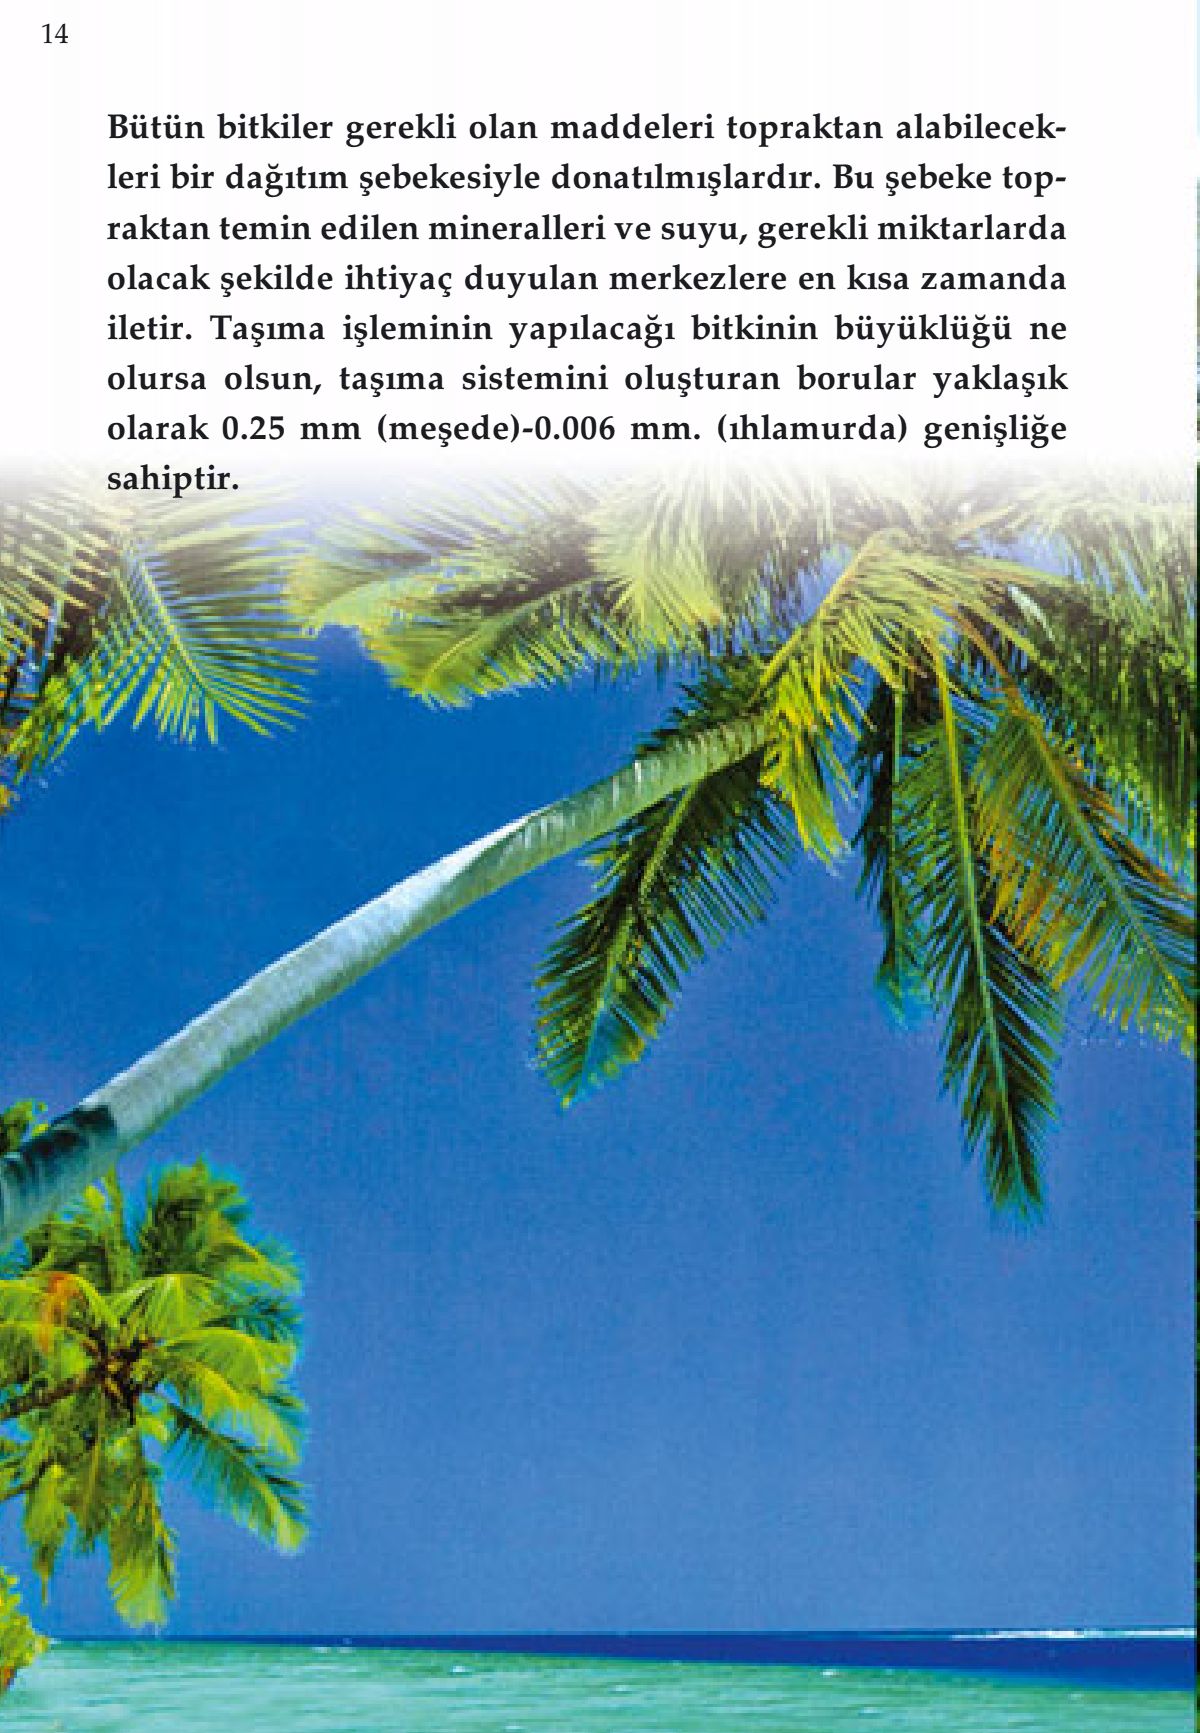 14
Bütün bitkiler gerekli olan maddeleri topraktan alabilecek-
leri bir dağıtım şebekesiyle donatılmışlardır. Bu şebeke top-
raktan temin edilen mineralleri ve suyu, gerekli miktarlarda
olacak şekilde ihtiyaç duyulan merkezlere en kısa zamanda
iletir. Taşıma işleminin yapılacağı bitkinin büyüklüğü ne
olursa olsun, taşıma sistemini oluşturan borular yaklaşık
olarak 0.25 mm (meşede)-0.006 mm. (ıhlamurda) genişliğe
sahiptir.